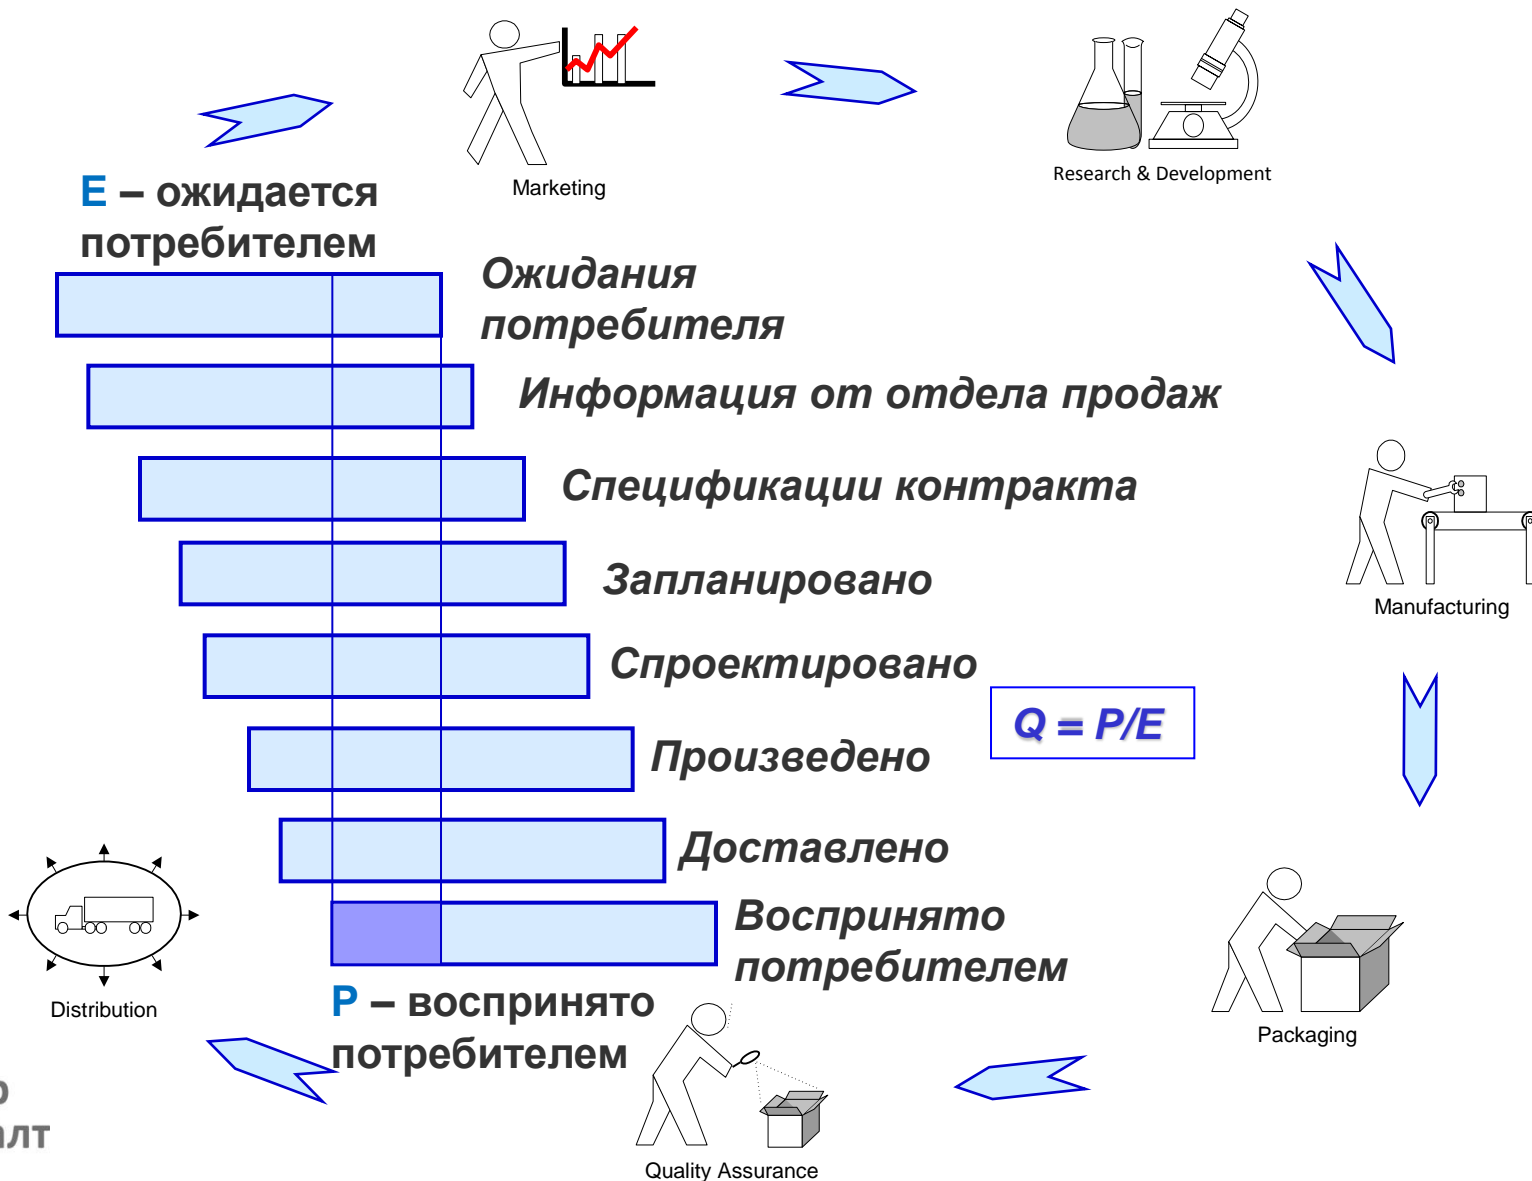 Marketing
Research & Development
E – ожидается
потребителем
Ожидания
потребителя
Информация от отдела продаж
Спецификации контракта
Запланировано
Manufacturing
Спроектировано
Q = P/E
Произведено
Доставлено
Воспринято
потребителем
Distribution
P – воспринято
потребителем
Packaging
Quality Assurance